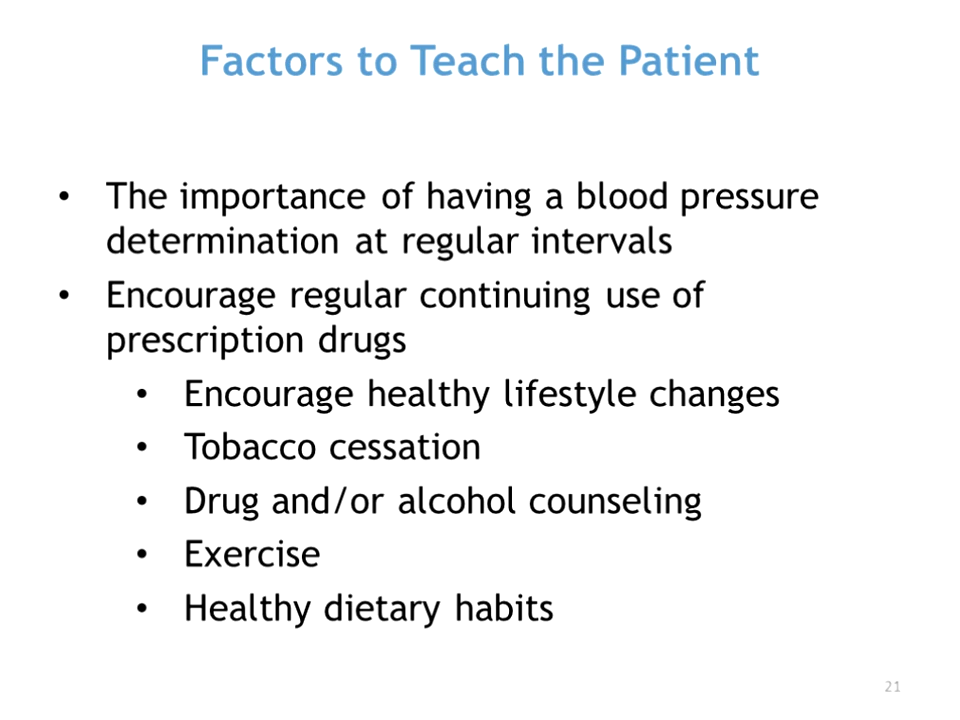 Factors to Teach the Patient
• The importance of having a blood pressure
determination at regular intervals
• Encourage regular continuing use of
prescription drugs
• Encourage healthy lifestyle changes
• Tobacco cessation
• Drug and/or alcohol counseling
• Exercise
• Healthy dietary habits
21